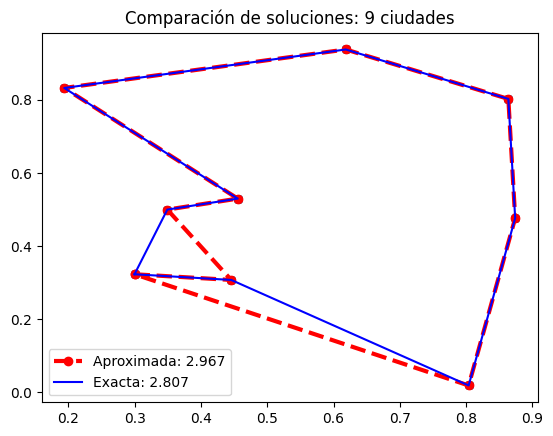 Comparación de soluciones: 9 ciudades
0.8
0.6
0.4
0.2
0.0
Aproximada: 2.967
Exacta: 2.807
0.2 0.3 0.4 0.5 0.6 0.7 0.8 0.9